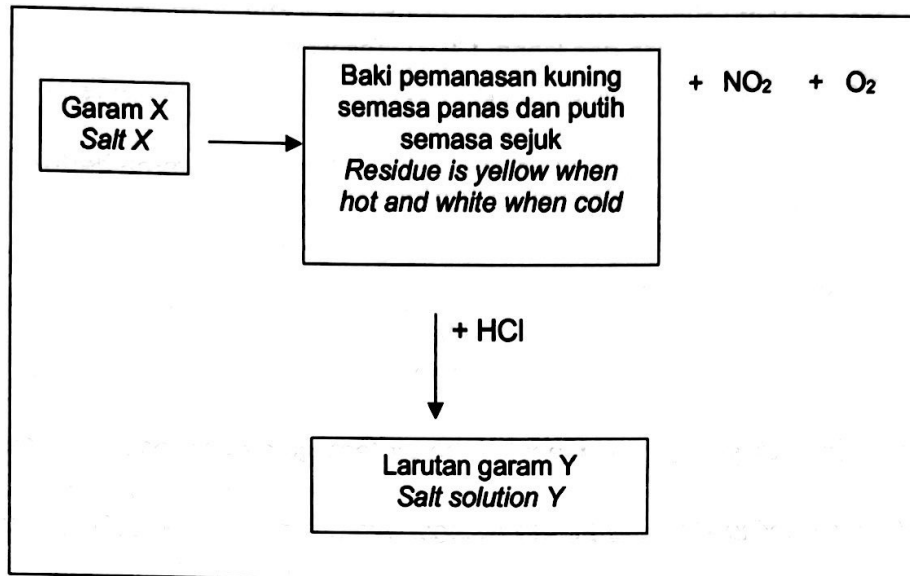 Garam X
Salt X
Baki pemanasan kuning
semasa panas dan putih
semasa sejuk
Residue is yellow when
hot and white when cold
+ NO₂ + O₂
+ HCl
Larutan garam Y
Salt solution Y